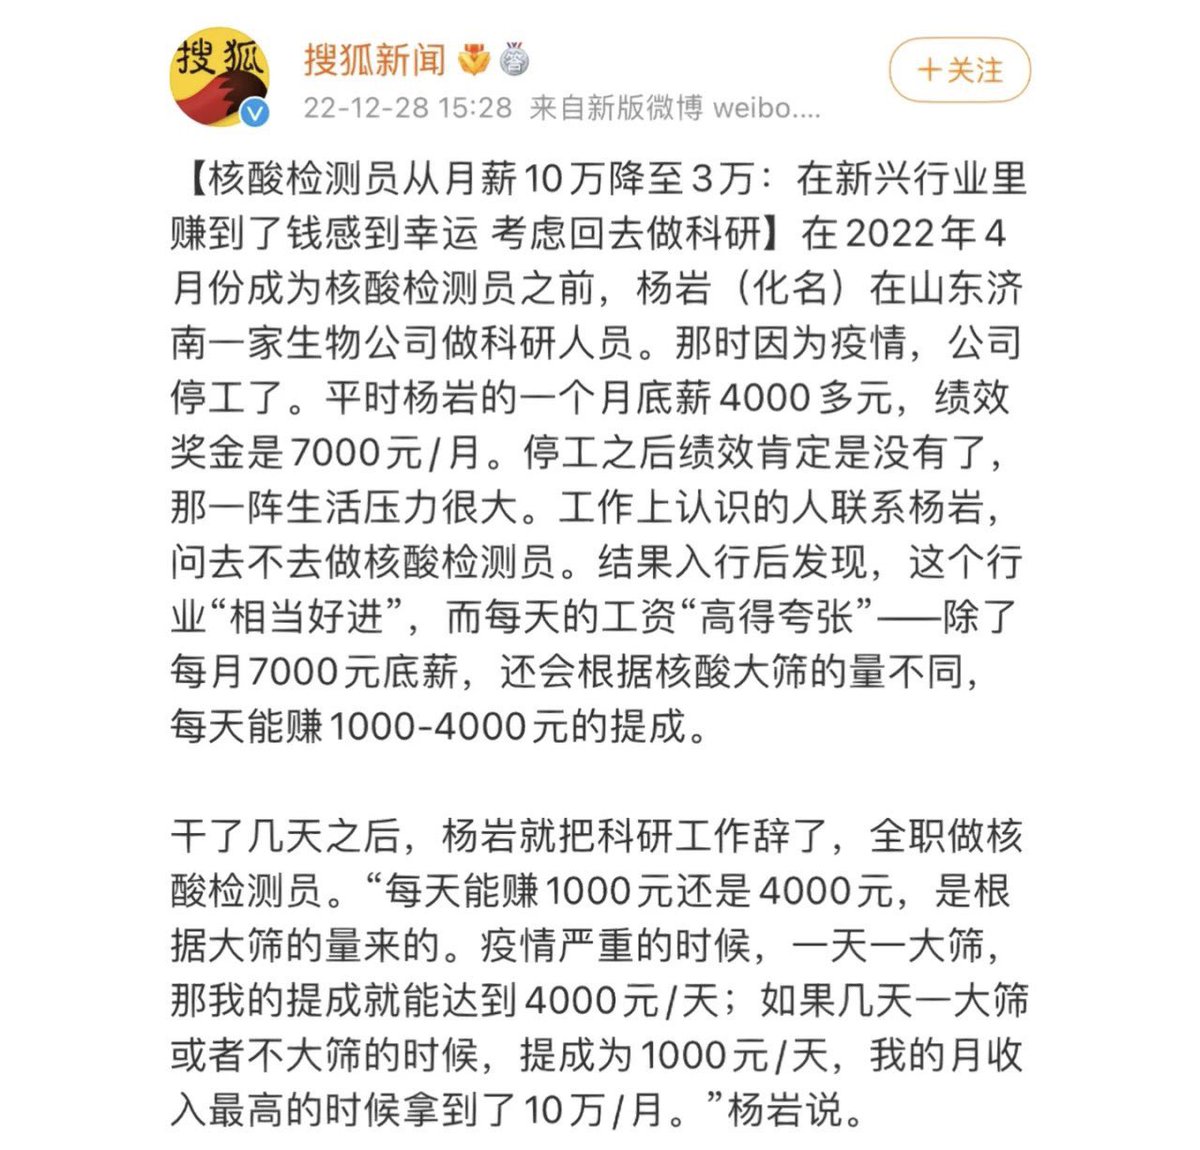 搜狐
搜狐新闻 答
22-12-28 15:28 来自新版微博 weibo....
+关注
【核酸检测员从月薪10万降至3万：在新兴行业里
赚到了钱感到幸运 考虑回去做科研】在2022年4
月份成为核酸检测员之前，杨岩（化名）在山东济
南一家生物公司做科研人员。那时因为疫情，公司
停工了。平时杨岩的一个月底薪4000多元，绩效
奖金是7000元/月。停工之后绩效肯定是没有了，
那一阵生活压力很大。工作上认识的人联系杨岩，
问去不去做核酸检测员。结果入行后发现，这个行
业“相当好进”，而每天的工资“高得夸张”——除了
每月7000元底薪，还会根据核酸大筛的量不同，
每天能赚1000-4000元的提成。
干了几天之后，杨岩就把科研工作辞了，全职做核
酸检测员。“每天能赚1000元还是4000元，是根
据大筛的量来的。疫情严重的时候，一天一大筛，
那我的提成就能达到4000元/天；如果几天一大筛
或者不大筛的时候，提成为1000元/天，我的月收
入最高的时候拿到了10万/月。”杨岩说。